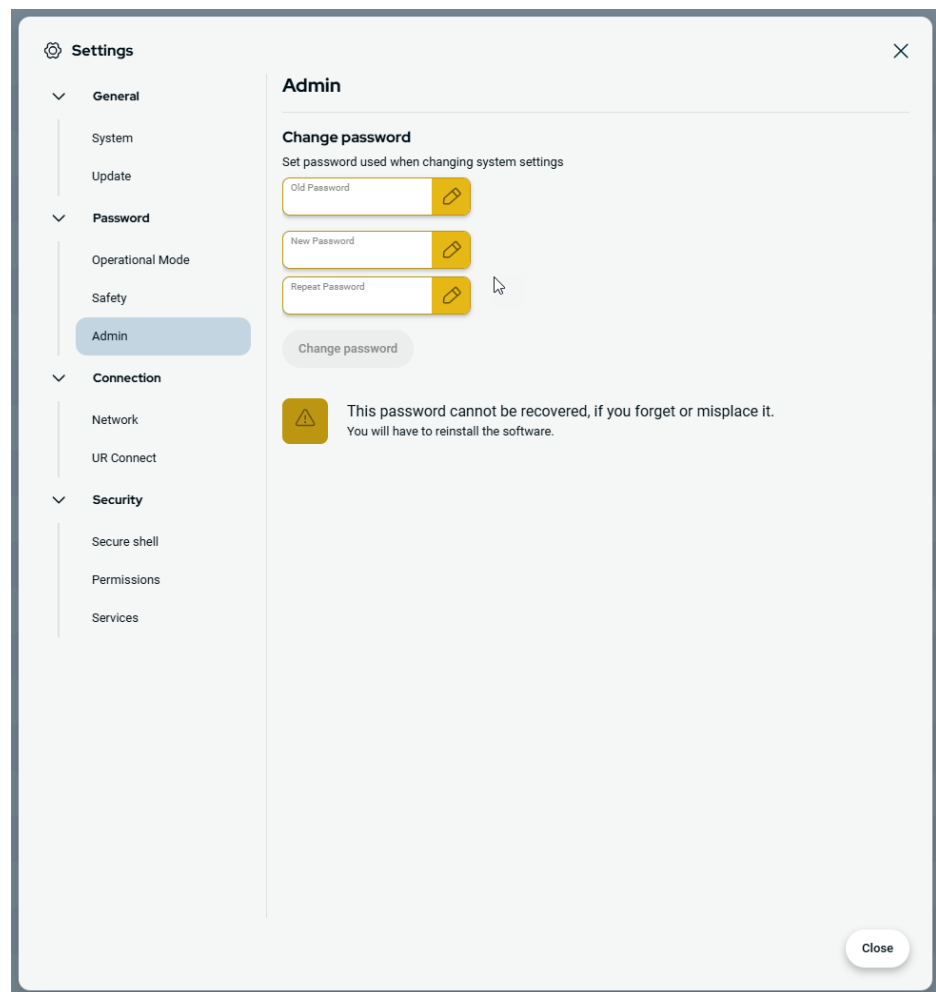 Settings
General
System
Update
Password
Operational Mode
Safety
Admin
Connection
Network
UR Connect
Security
Secure shell
Permissions
Services
Admin
Change password
Set password used when changing system settings
Old Password
New Password
Repeat Password
Change password
This password cannot be recovered, if you forget or misplace it.
You will have to reinstall the software.
Close